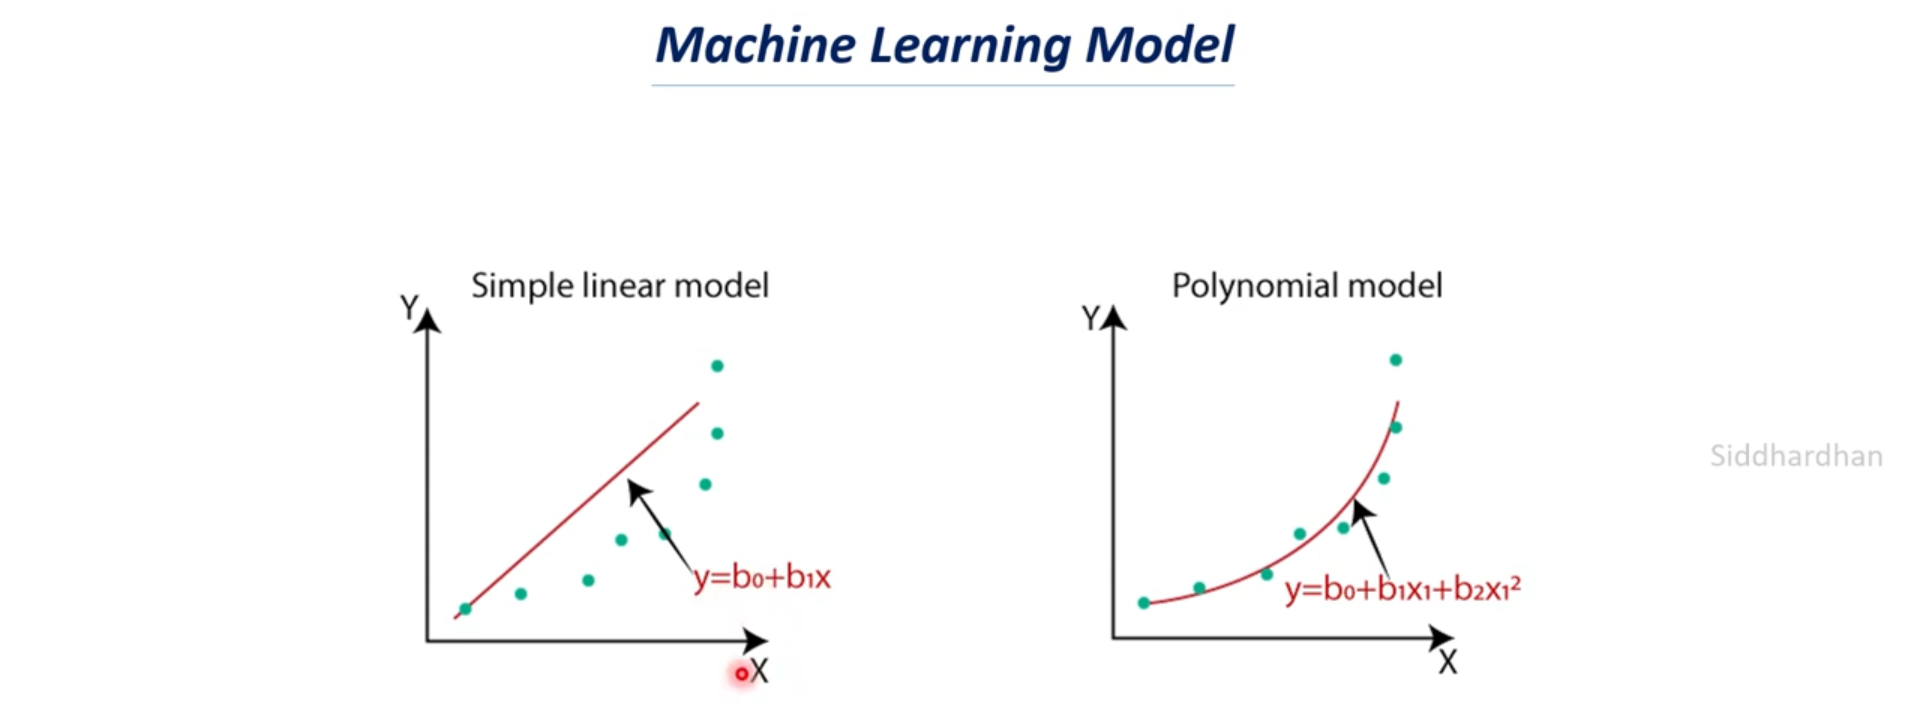 Machine Learning Model
Simple linear model
Y
y=b₀+b₁x
X
Polynomial model
Y
y=b₀+b₁x₁+b₂x₁²
X
Siddhardhan